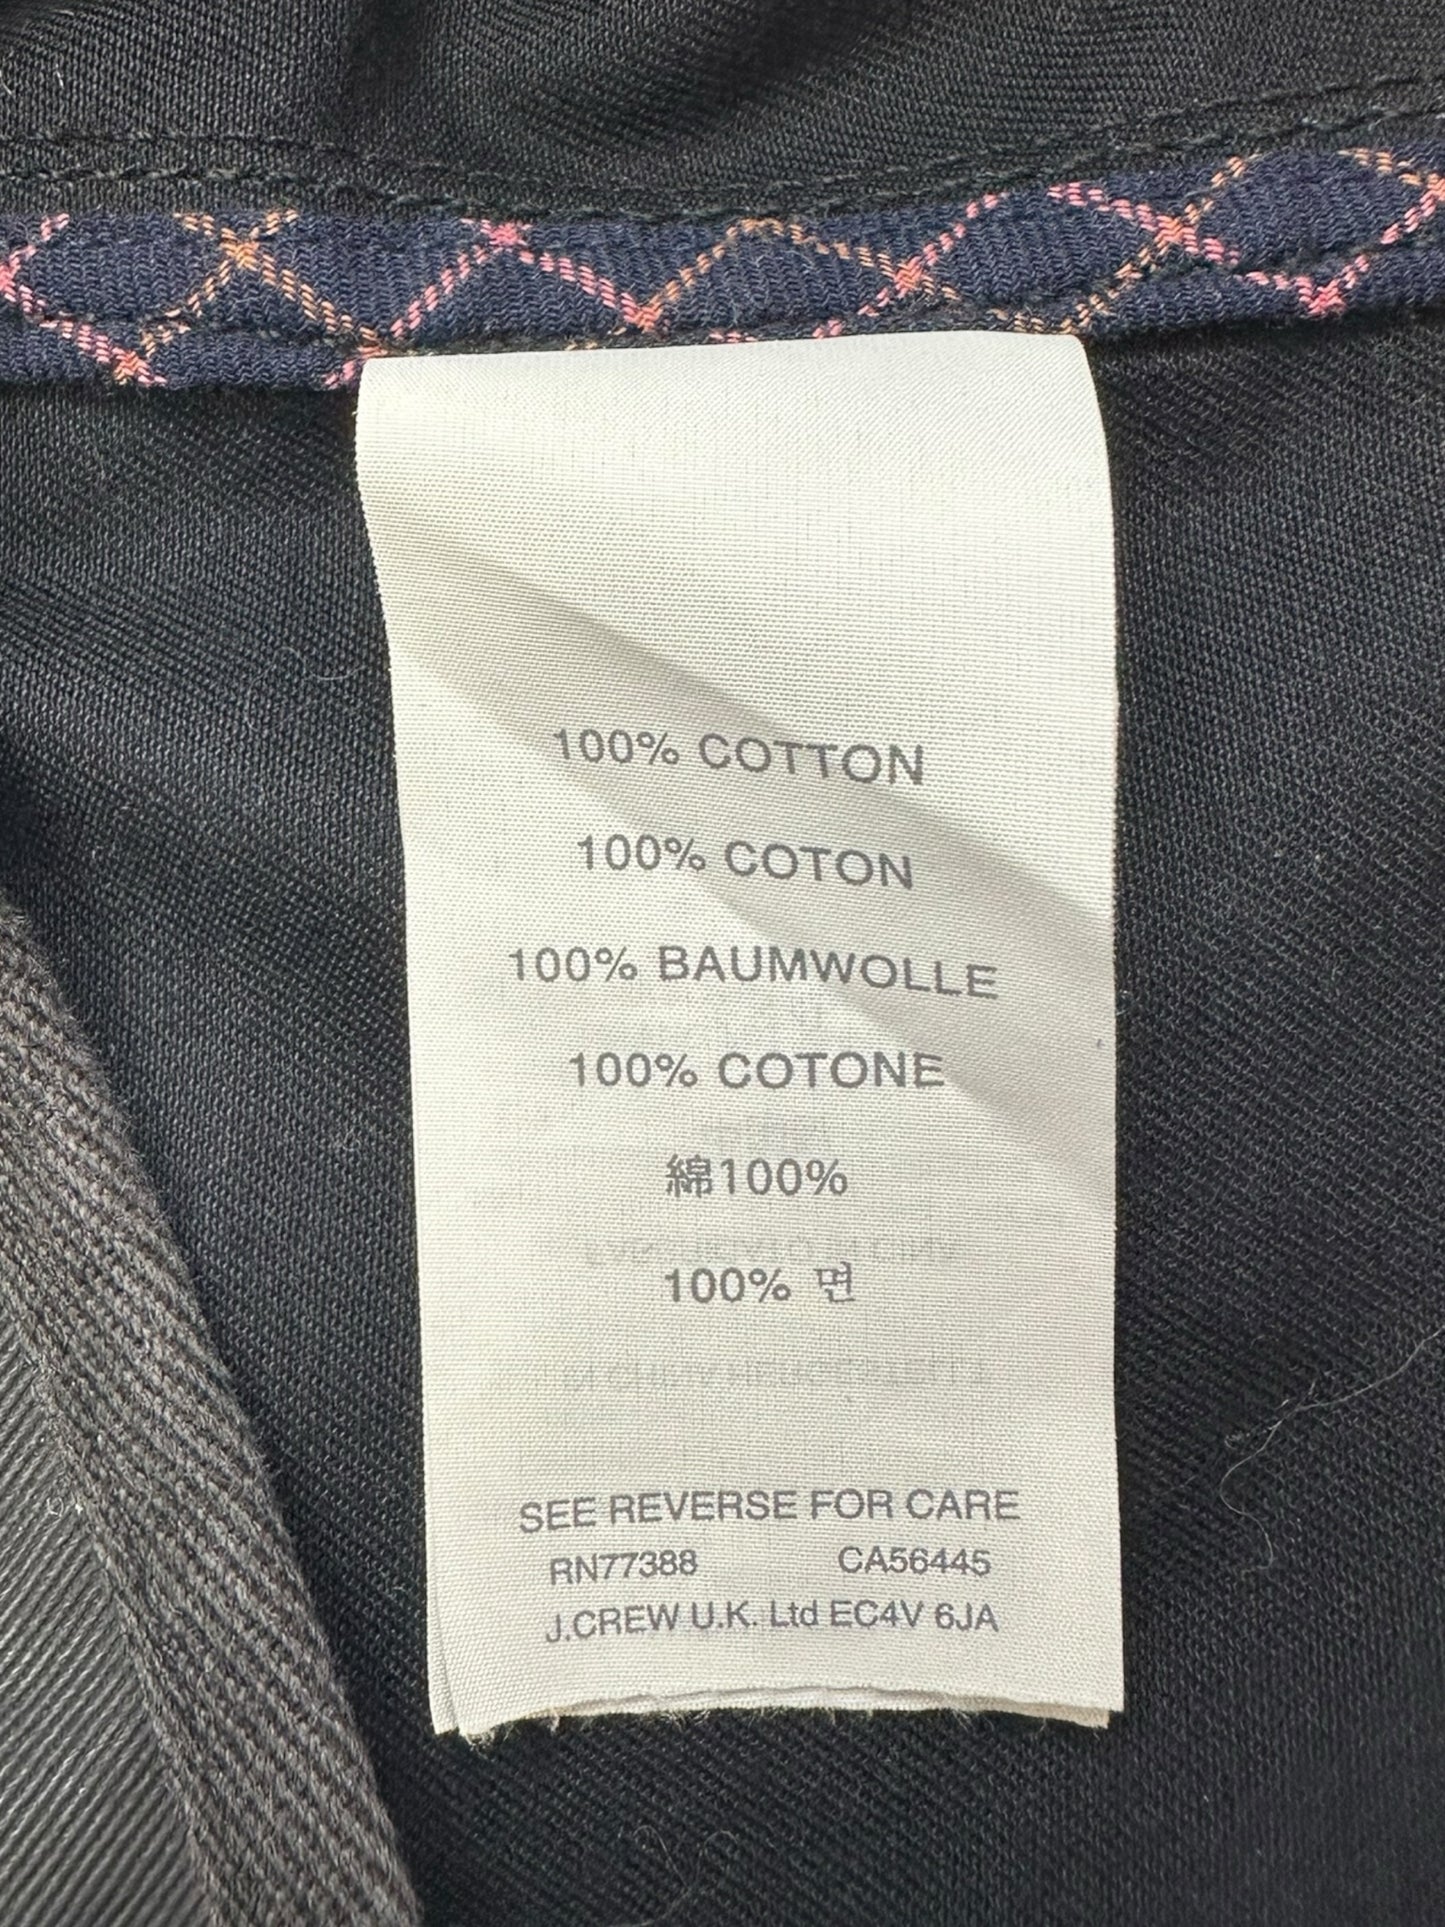 100% COTTON
100% COTON
100% BAUMWOLLE
100% COTONE
綿100%
100% 면
SEE REVERSE FOR CARE
RN77388 CA56445
J.CREW U.K. Ltd EC4V 6JA